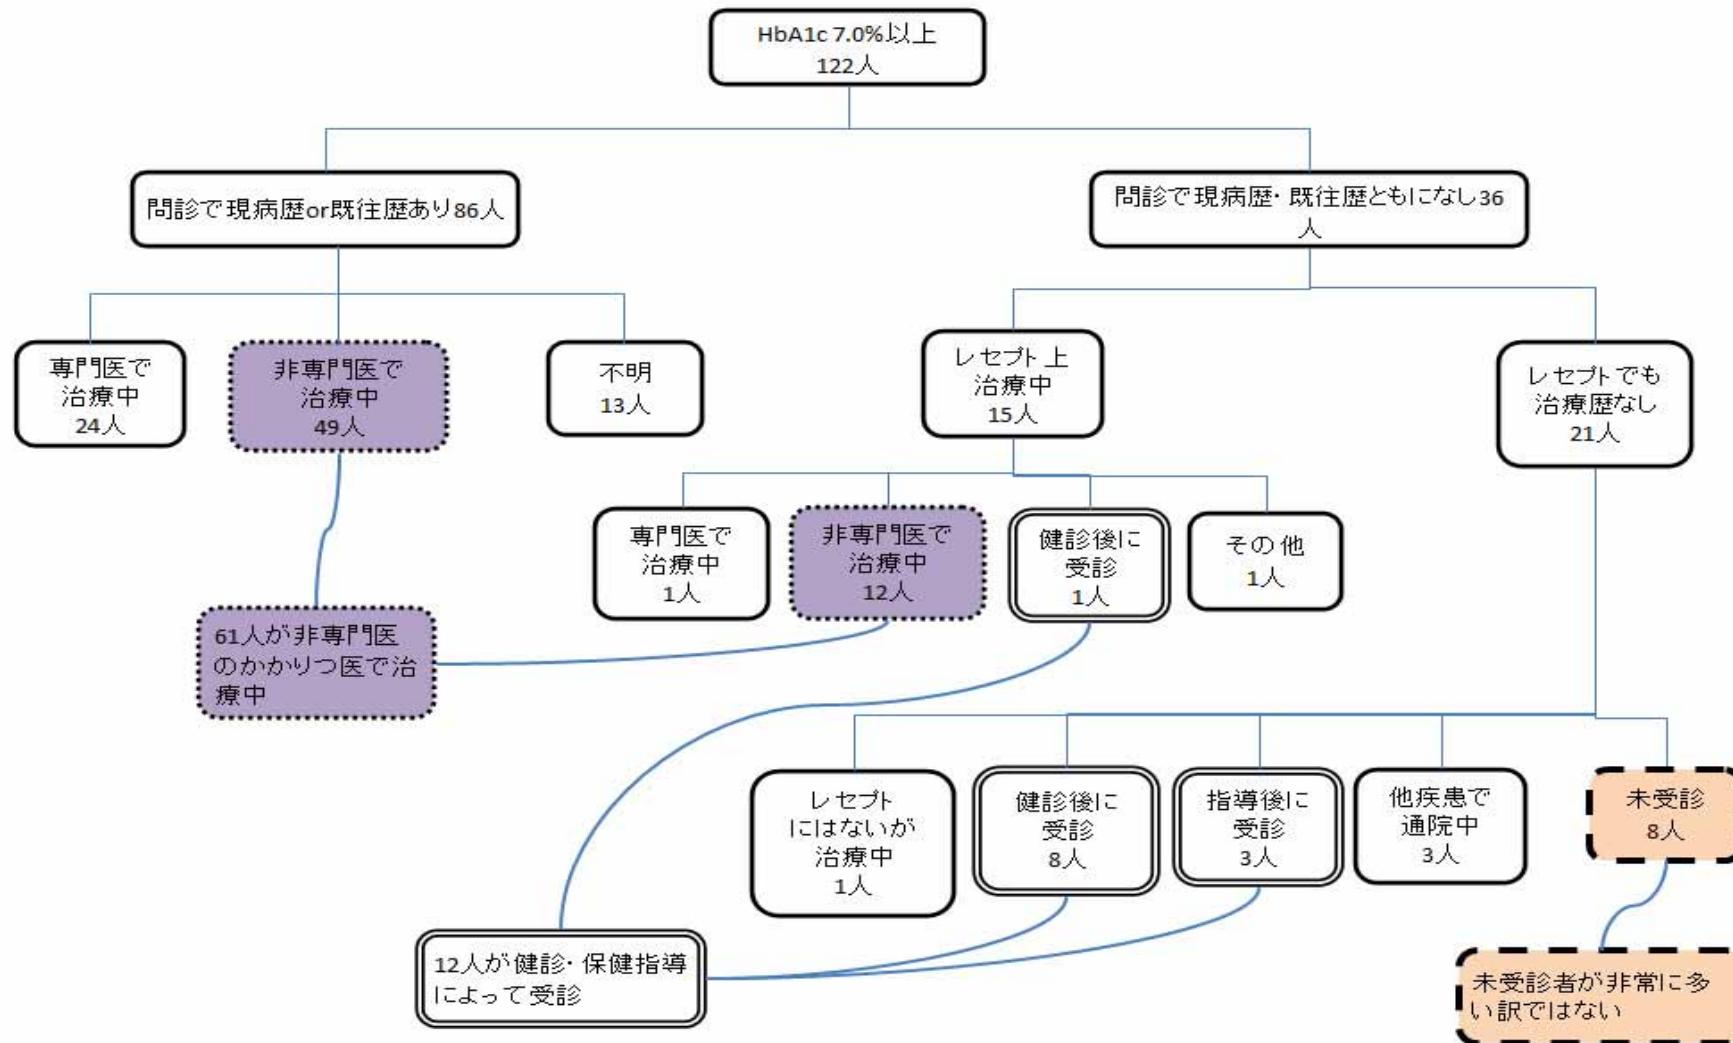 HbA1c 7.0%以上
122人
問診で現病歴or既往歴あり86人
問診で現病歴・既往歴ともになし36
人
専門医で
治療中
24人
非専門医で
治療中
49人
不明
13人
レセプト上
治療中
15人
レセプトでも
治療歴なし
21人
専門医で
治療中
1人
非専門医で
治療中
12人
健診後に
受診
1人
その他
1人
61人が非専門医
のかかりつ医で治
療中
レセプト
にはないが
治療中
1人
健診後に
受診
8人
指導後に
受診
3人
他疾患で
通院中
3人
未受診
8人
12人が健診・保健指導
によって受診
未受診者が非常に多
い訳ではない